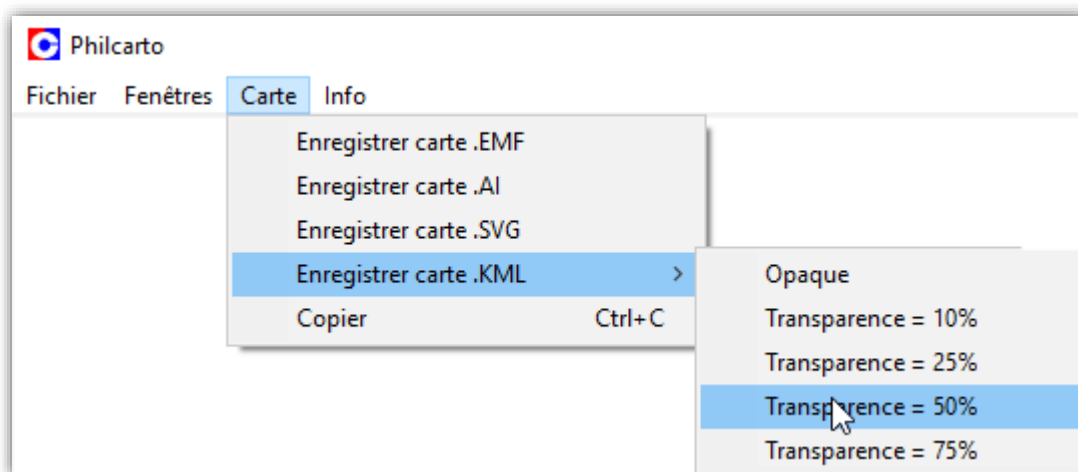 Philcarto
Fichier Fenêtres Carte Info
Enregistrer carte .EMF
Enregistrer carte .AI
Enregistrer carte .SVG
Enregistrer carte .KML
Copier Ctrl+C
Opaque
Transparence = 10%
Transparence = 25%
Transparence = 50%
Transparence = 75%